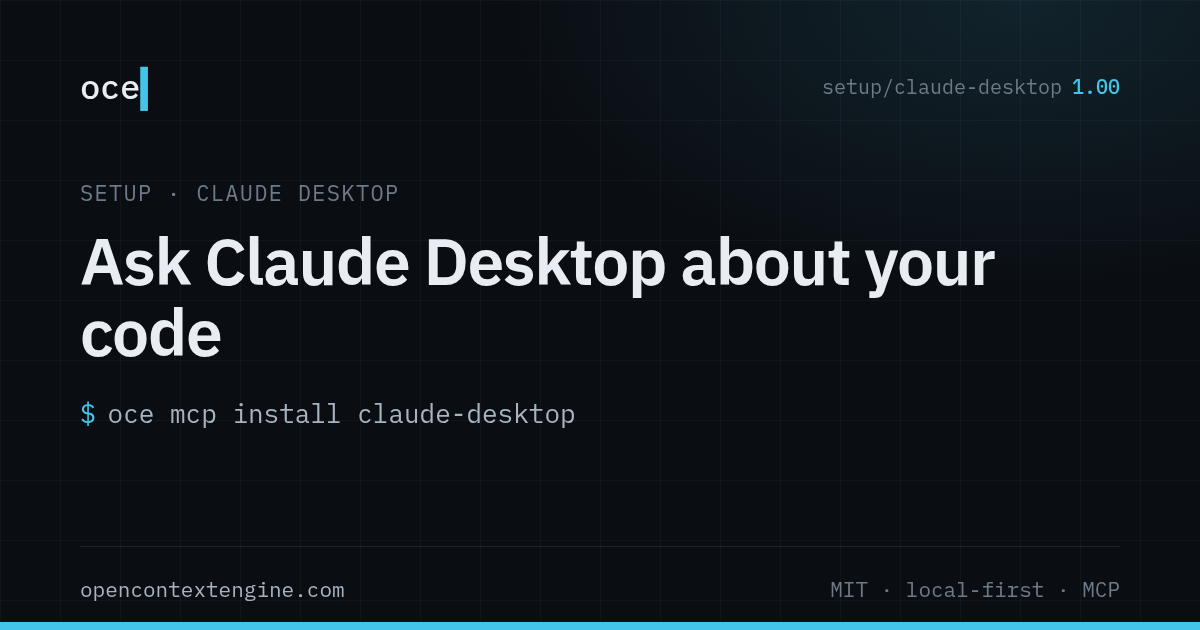 oce
setup/claude-desktop 1.00
SETUP · CLAUDE DESKTOP
Ask Claude Desktop about your
code
$ oce mcp install claude-desktop
opencontextengine.com
MIT · local-first · MCP